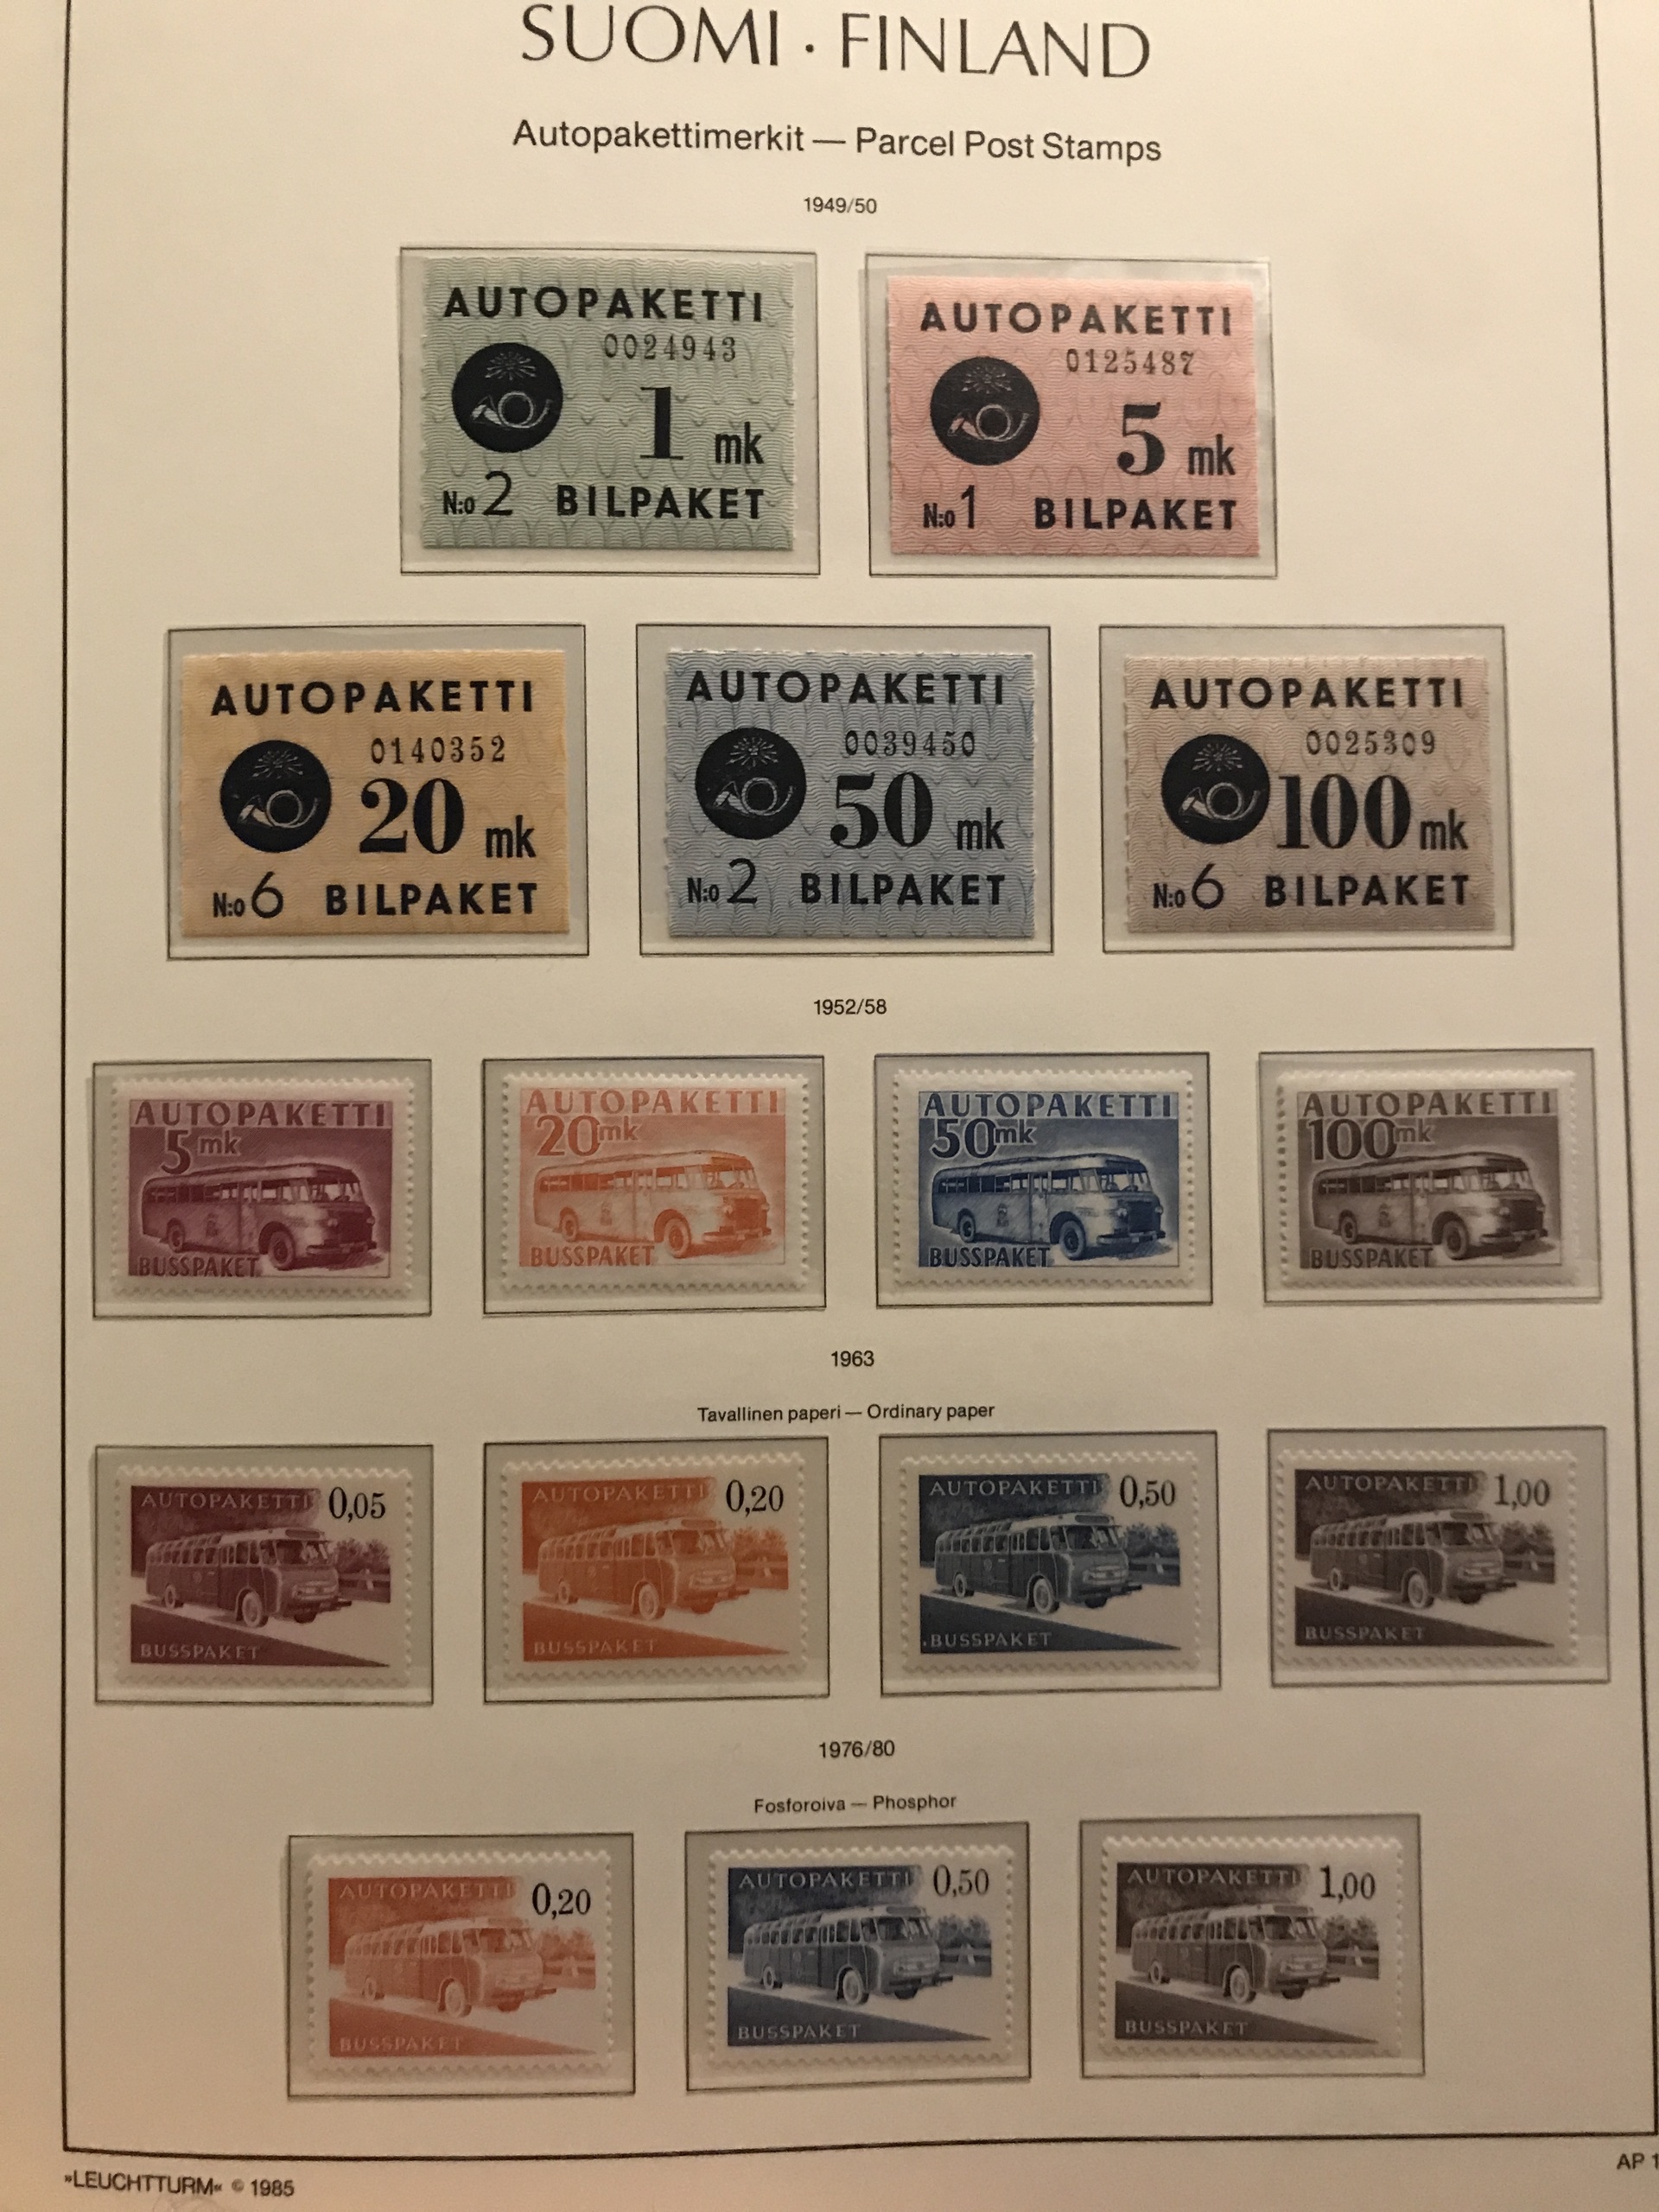 SUOMI · FINLAND
Autopakettimerkit — Parcel Post Stamps
1949/50
AUTOPAKETTI
0024943
1 mk
N:o 2 BILPAKET
AUTOPAKETTI
0125487
5 mk
N:o 1 BILPAKET
AUTOPAKETTI
0140352
20 mk
N:o 6 BILPAKET
AUTOPAKETTI
0039450
50 mk
N:o 2 BILPAKET
AUTOPAKETTI
0025309
100 mk
N:o 6 BILPAKET
1952/58
AUTOPAKETTI
5 mk
BUSSPAKET
AUTOPAKETTI
20 mk
BUSSPAKET
AUTOPAKETTI
50 mk
BUSSPAKET
AUTOPAKETTI
100 mk
BUSSPAKET
1963
Tavallinen paperi — Ordinary paper
AUTOPAKETTI 0,05
BUSSPAKET
AUTOPAKETTI 0,20
BUSSPAKET
AUTOPAKETTI 0,50
BUSSPAKET
AUTOPAKETTI 1,00
BUSSPAKET
1976/80
Fosforoiva — Phosphor
AUTOPAKETTI 0,20
BUSSPAKET
AUTOPAKETTI 0,50
BUSSPAKET
AUTOPAKETTI 1,00
BUSSPAKET
»LEUCHTTURM« © 1985
AP 1